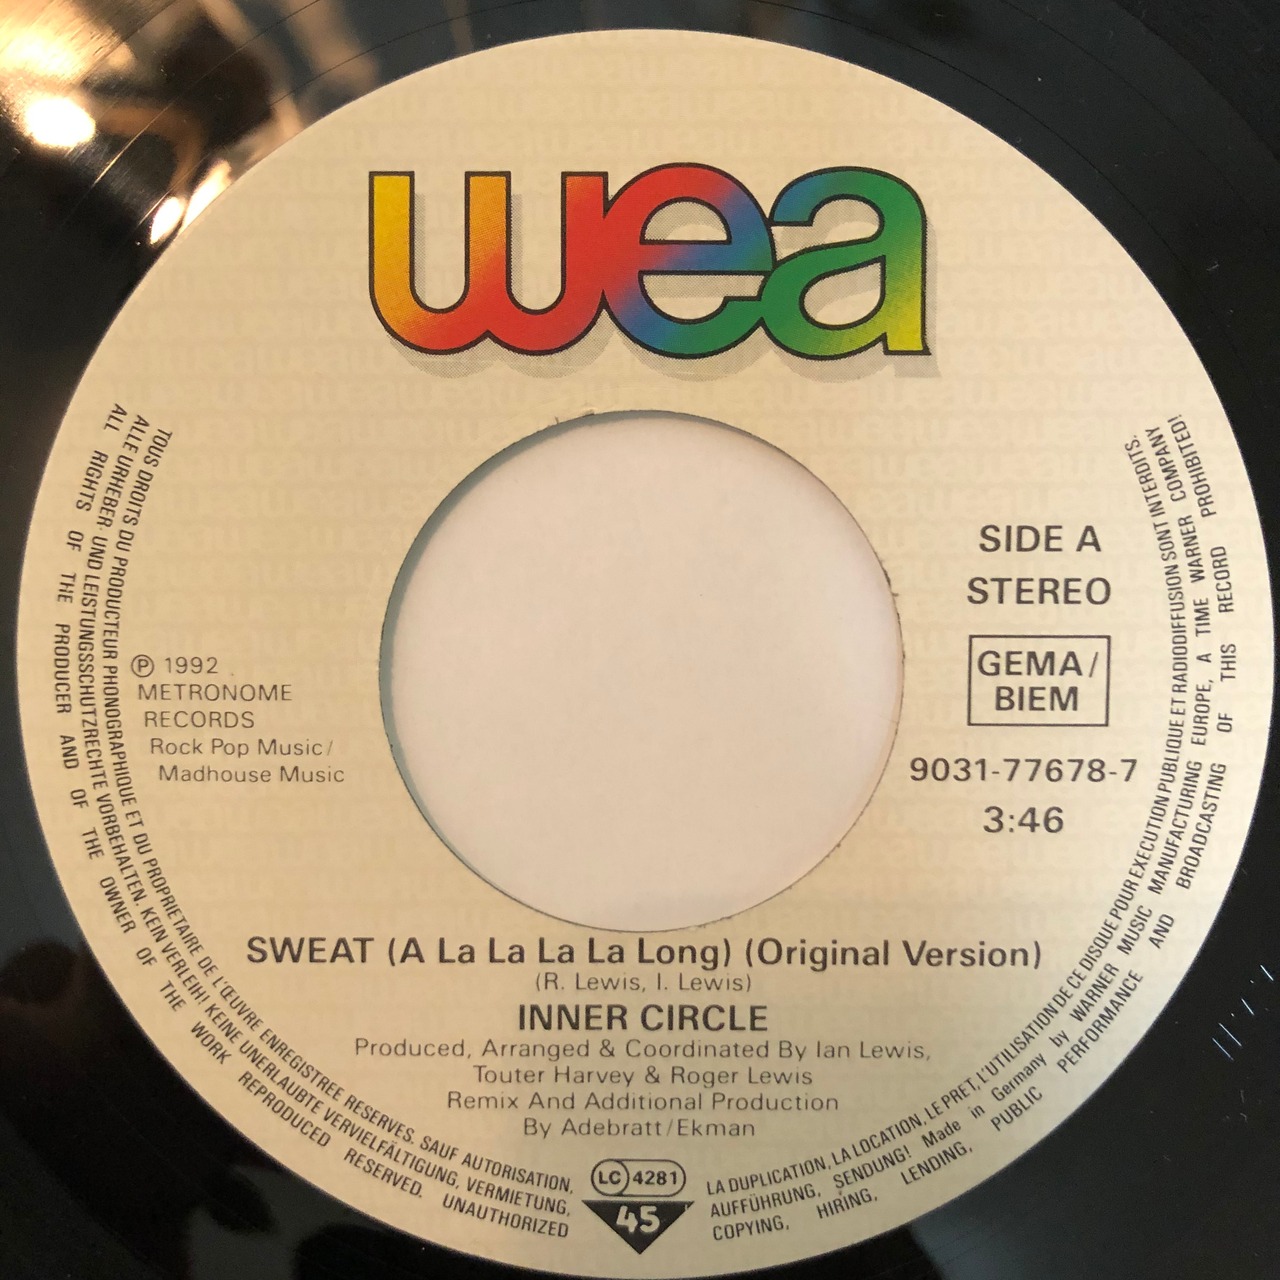 wea
SIDE A
STEREO
GEMA/
BIEM
9031-77678-7
3:46
℗ 1992
METRONOME
RECORDS
Rock Pop Music/
Madhouse Music
SWEAT (A La La La La Long) (Original Version)
(R. Lewis, I. Lewis)
INNER CIRCLE
Produced, Arranged & Coordinated By Ian Lewis,
Touter Harvey & Roger Lewis
Remix And Additional Production
By Adebratt/Ekman
LC 4281
45
TOUS DROITS DU PRODUCTEUR PHONOGRAPHIQUE ET DU PROPRIETAIRE DE L'ŒUVRE ENREGISTREE RESERVES. SAUF AUTORISATION, LA DUPLICATION, LA LOCATION, LE PRET, L'UTILISATION DE CE DISQUE POUR EXECUTION PUBLIQUE ET RADIODIFFUSION SONT INTERDITS.
ALLE URHEBER- UND LEISTUNGSSCHUTZRECHTE VORBEHALTEN. KEIN VERLEIH! KEINE UNERLAUBTE VERVIELFÄLTIGUNG, VERMIETUNG, AUFFÜHRUNG, SENDUNG! Made in Germany by WARNER MUSIC MANUFACTURING EUROPE, A TIME WARNER COMPANY
ALL RIGHTS OF THE PRODUCER AND OF THE OWNER OF THE WORK REPRODUCED RESERVED. UNAUTHORIZED COPYING, HIRING, LENDING, PUBLIC PERFORMANCE AND BROADCASTING OF THIS RECORD PROHIBITED!